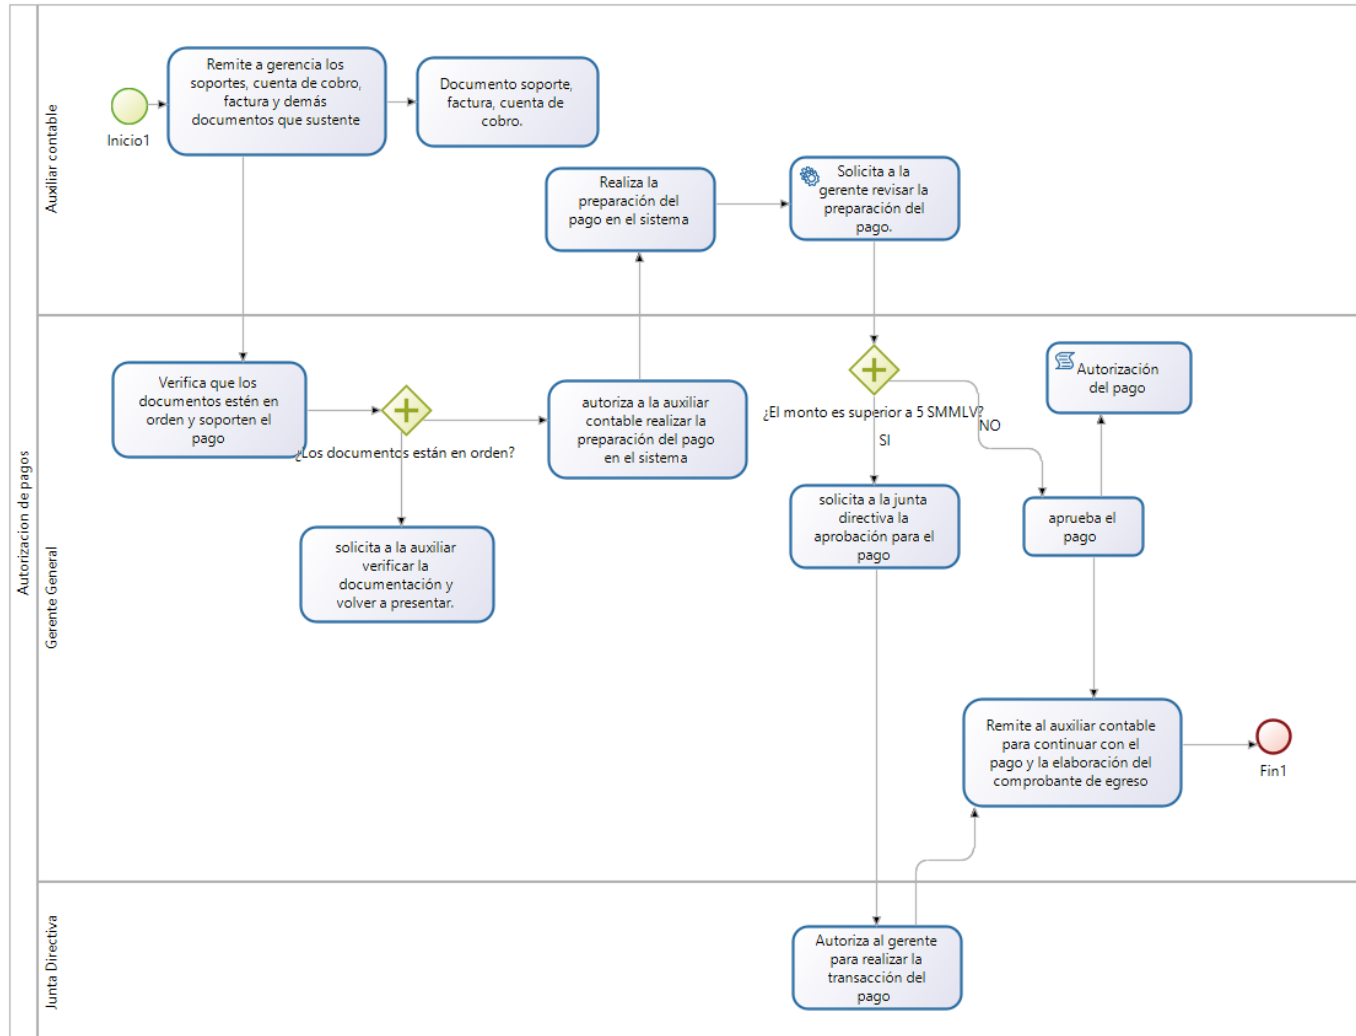 Autorizacion de pagos
Auxiliar contable
Inicio1
Remite a gerencia los
soportes, cuenta de cobro,
factura y demás
documentos que sustente
Documento soporte,
factura, cuenta de
cobro.
Realiza la
preparación del
pago en el sistema
Solicita a la
gerente revisar la
preparación del
pago.
Gerente General
Verifica que los
documentos estén en
orden y soporten el
pago
¿Los documentos están en orden?
solicita a la auxiliar
verificar la
documentación y
volver a presentar.
autoriza a la auxiliar
contable realizar la
preparación del pago
en el sistema
¿El monto es superior a 5 SMMLV?
SI
NO
solicita a la junta
directiva la
aprobación para el
pago
aprueba el
pago
Autorización
del pago
Remite al auxiliar contable
para continuar con el
pago y la elaboración del
comprobante de egreso
Fin1
Junta Directiva
Autoriza al gerente
para realizar la
transacción del
pago